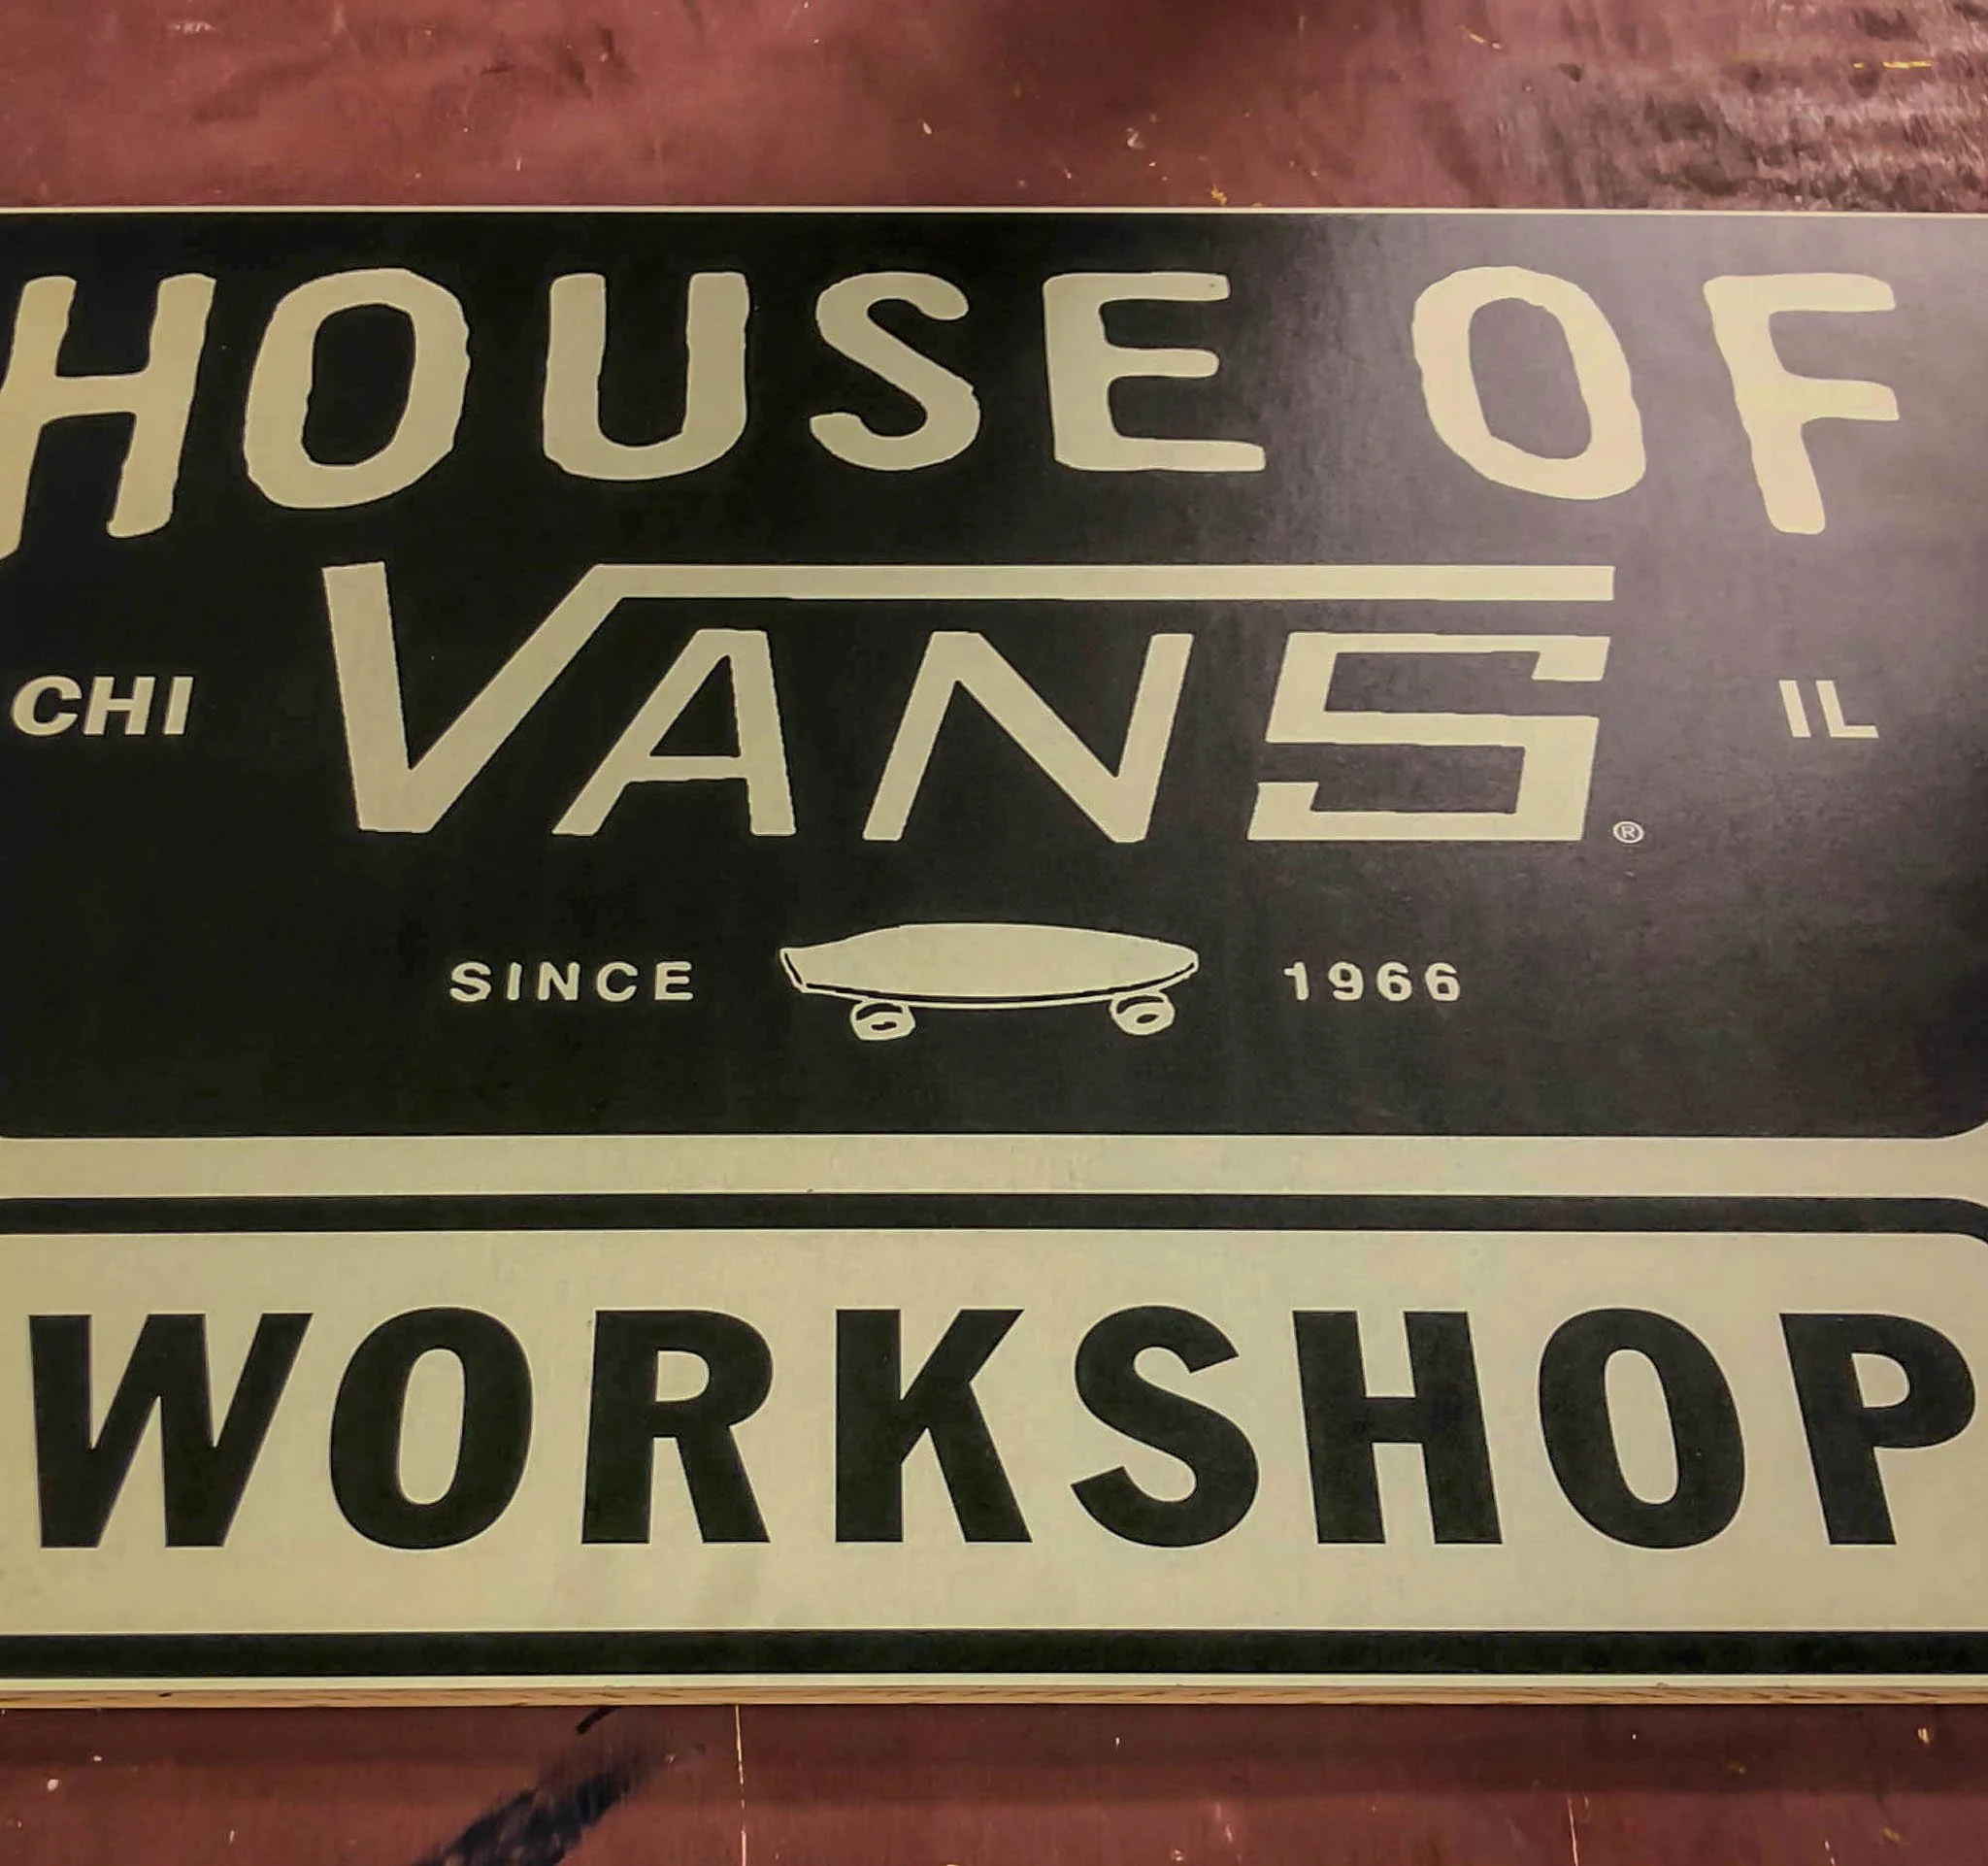 HOUSE OF
CHI VANS® IL
SINCE 1966
WORKSHOP